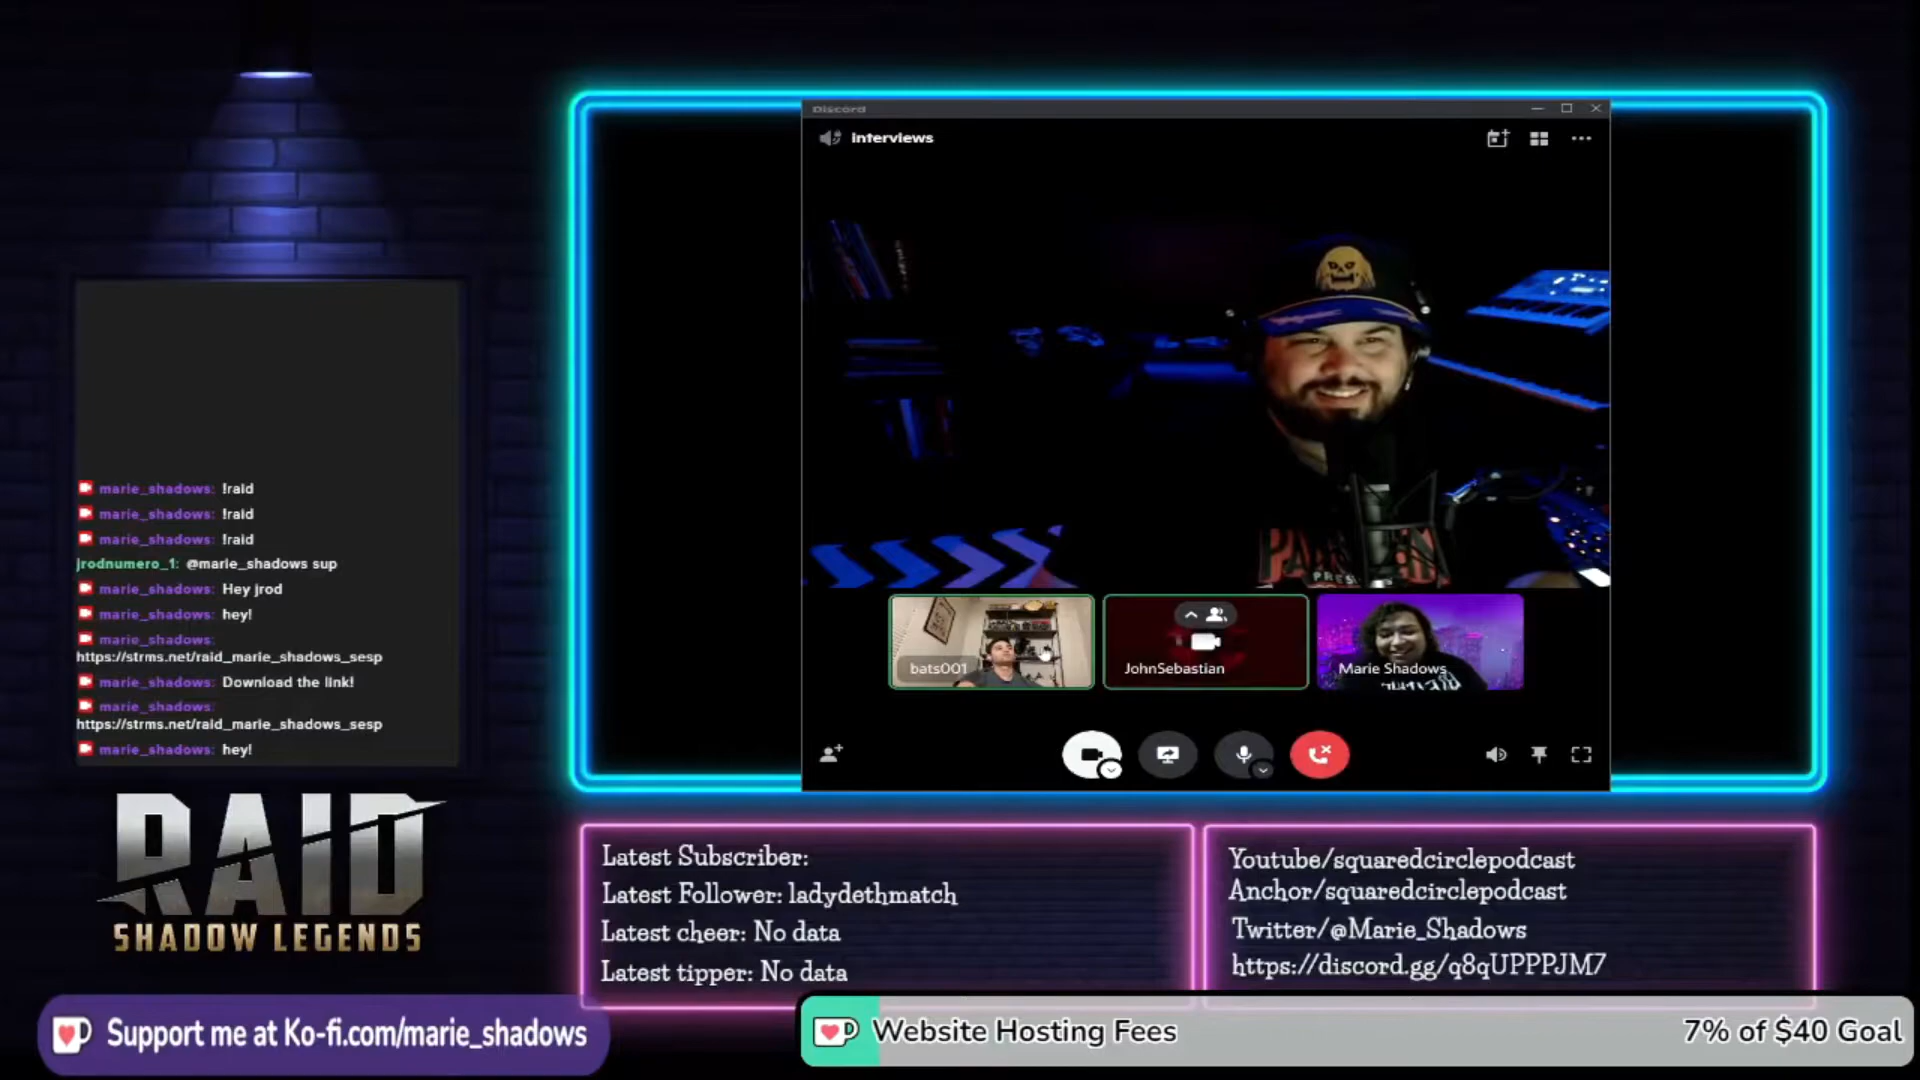 Discord
Interviews
marie_shadows: !raid
marie_shadows: !raid
marie_shadows: !raid
jrodnumero_1: @marie_shadows sup
marie_shadows: Hey jrod
marie_shadows: hey!
marie_shadows:
https://strms.net/raid_marie_shadows_sesp
marie_shadows: Download the link!
marie_shadows:
https://strms.net/raid_marie_shadows_sesp
marie_shadows: hey!
bats001
JohnSebastian
Marie Shadows
RAID
SHADOW LEGENDS
Latest Subscriber:
Latest Follower: ladydethmatch
Latest cheer: No data
Latest tipper: No data
Youtube/squaredcirclepodcast
Anchor/squaredcirclepodcast
Twitter/@Marie_Shadows
https://discord.gg/q8qUPPPJM7
Support me at Ko-fi.com/marie_shadows
Website Hosting Fees
7% of $40 Goal